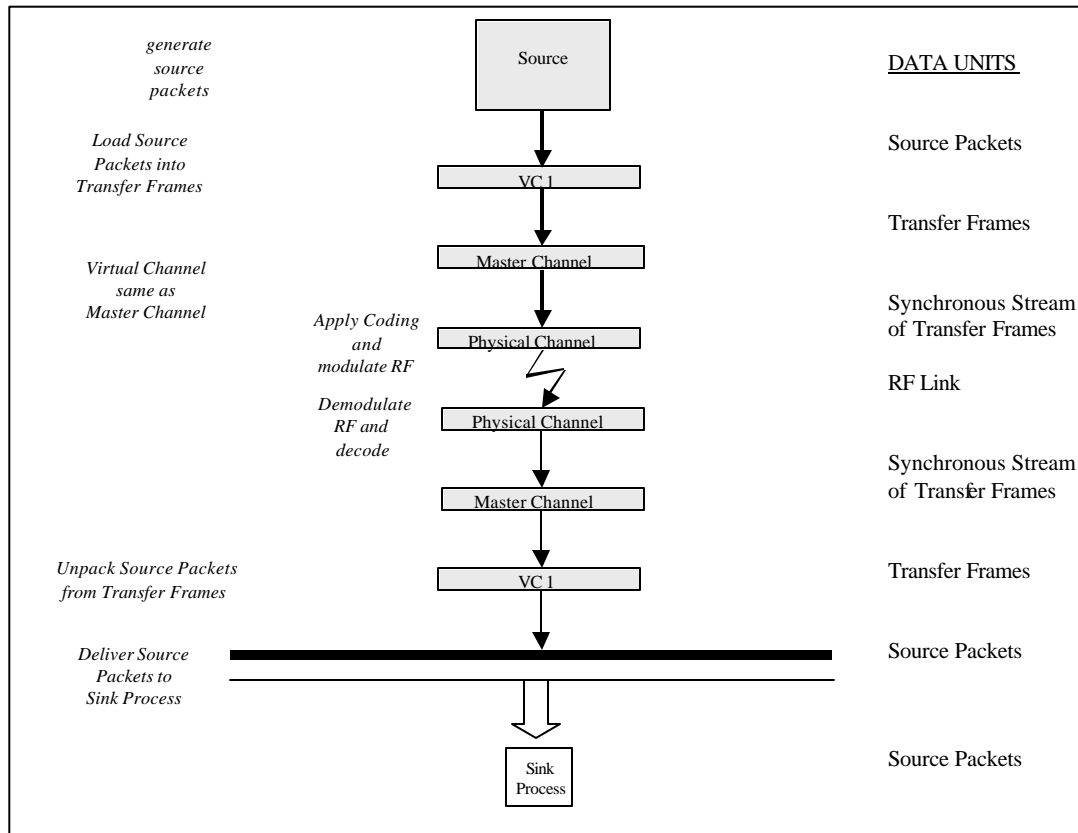 generate
source
packets
Source
DATA UNITS
Load Source
Packets into
Transfer Frames
Source Packets
VC 1
Transfer Frames
Virtual Channel
same as
Master Channel
Master Channel
Synchronous Stream
of Transfer Frames
Apply Coding
and
modulate RF
Physical Channel
RF Link
Demodulate
RF and
decode
Physical Channel
Synchronous Stream
of Transfer Frames
Master Channel
Unpack Source Packets
from Transfer Frames
VC 1
Transfer Frames
Deliver Source
Packets to
Sink Process
Source Packets
Sink
Process
Source Packets